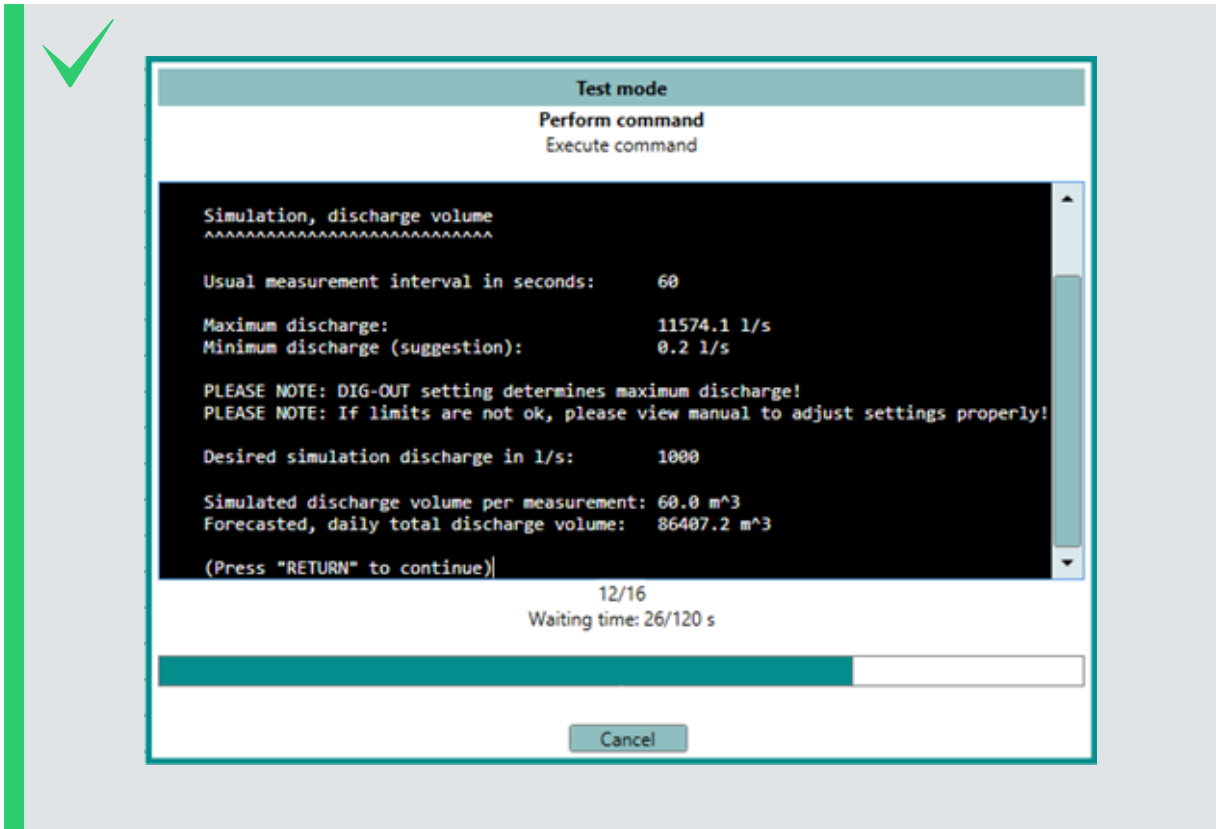 Test mode
Perform command
Execute command
Simulation, discharge volume
^^^^^^^^^^^^^^^^^^^^^^^^^^^^
Usual measurement interval in seconds: 60
Maximum discharge: 11574.1 l/s
Minimum discharge (suggestion): 0.2 l/s
PLEASE NOTE: DIG-OUT setting determines maximum discharge!
PLEASE NOTE: If limits are not ok, please view manual to adjust settings properly!
Desired simulation discharge in l/s: 1000
Simulated discharge volume per measurement: 60.0 m^3
Forecasted, daily total discharge volume: 86407.2 m^3
(Press "RETURN" to continue)
12/16
Waiting time: 26/120 s
Cancel